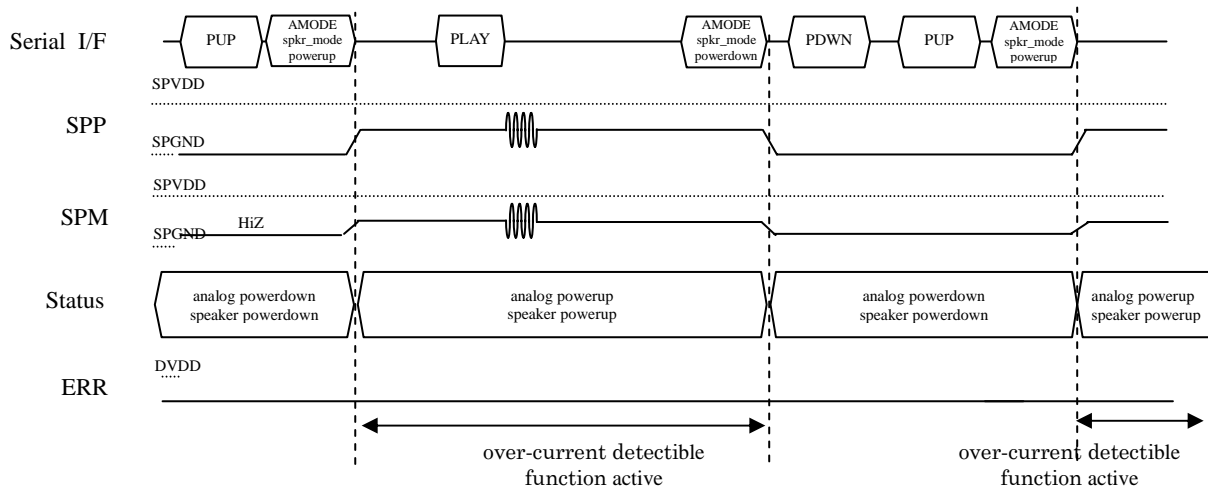 Serial I/F
PUP
AMODE
spkr_mode
powerup
PLAY
AMODE
spkr_mode
powerdown
PDWN
PUP
AMODE
spkr_mode
powerup
SPVDD
SPP
SPGND
SPVDD
SPM
SPGND
HiZ
Status
analog powerdown
speaker powerdown
analog powerup
speaker powerup
analog powerdown
speaker powerdown
analog powerup
speaker powerup
DVDD
ERR
over-current detectible
function active
over-current detectible
function active